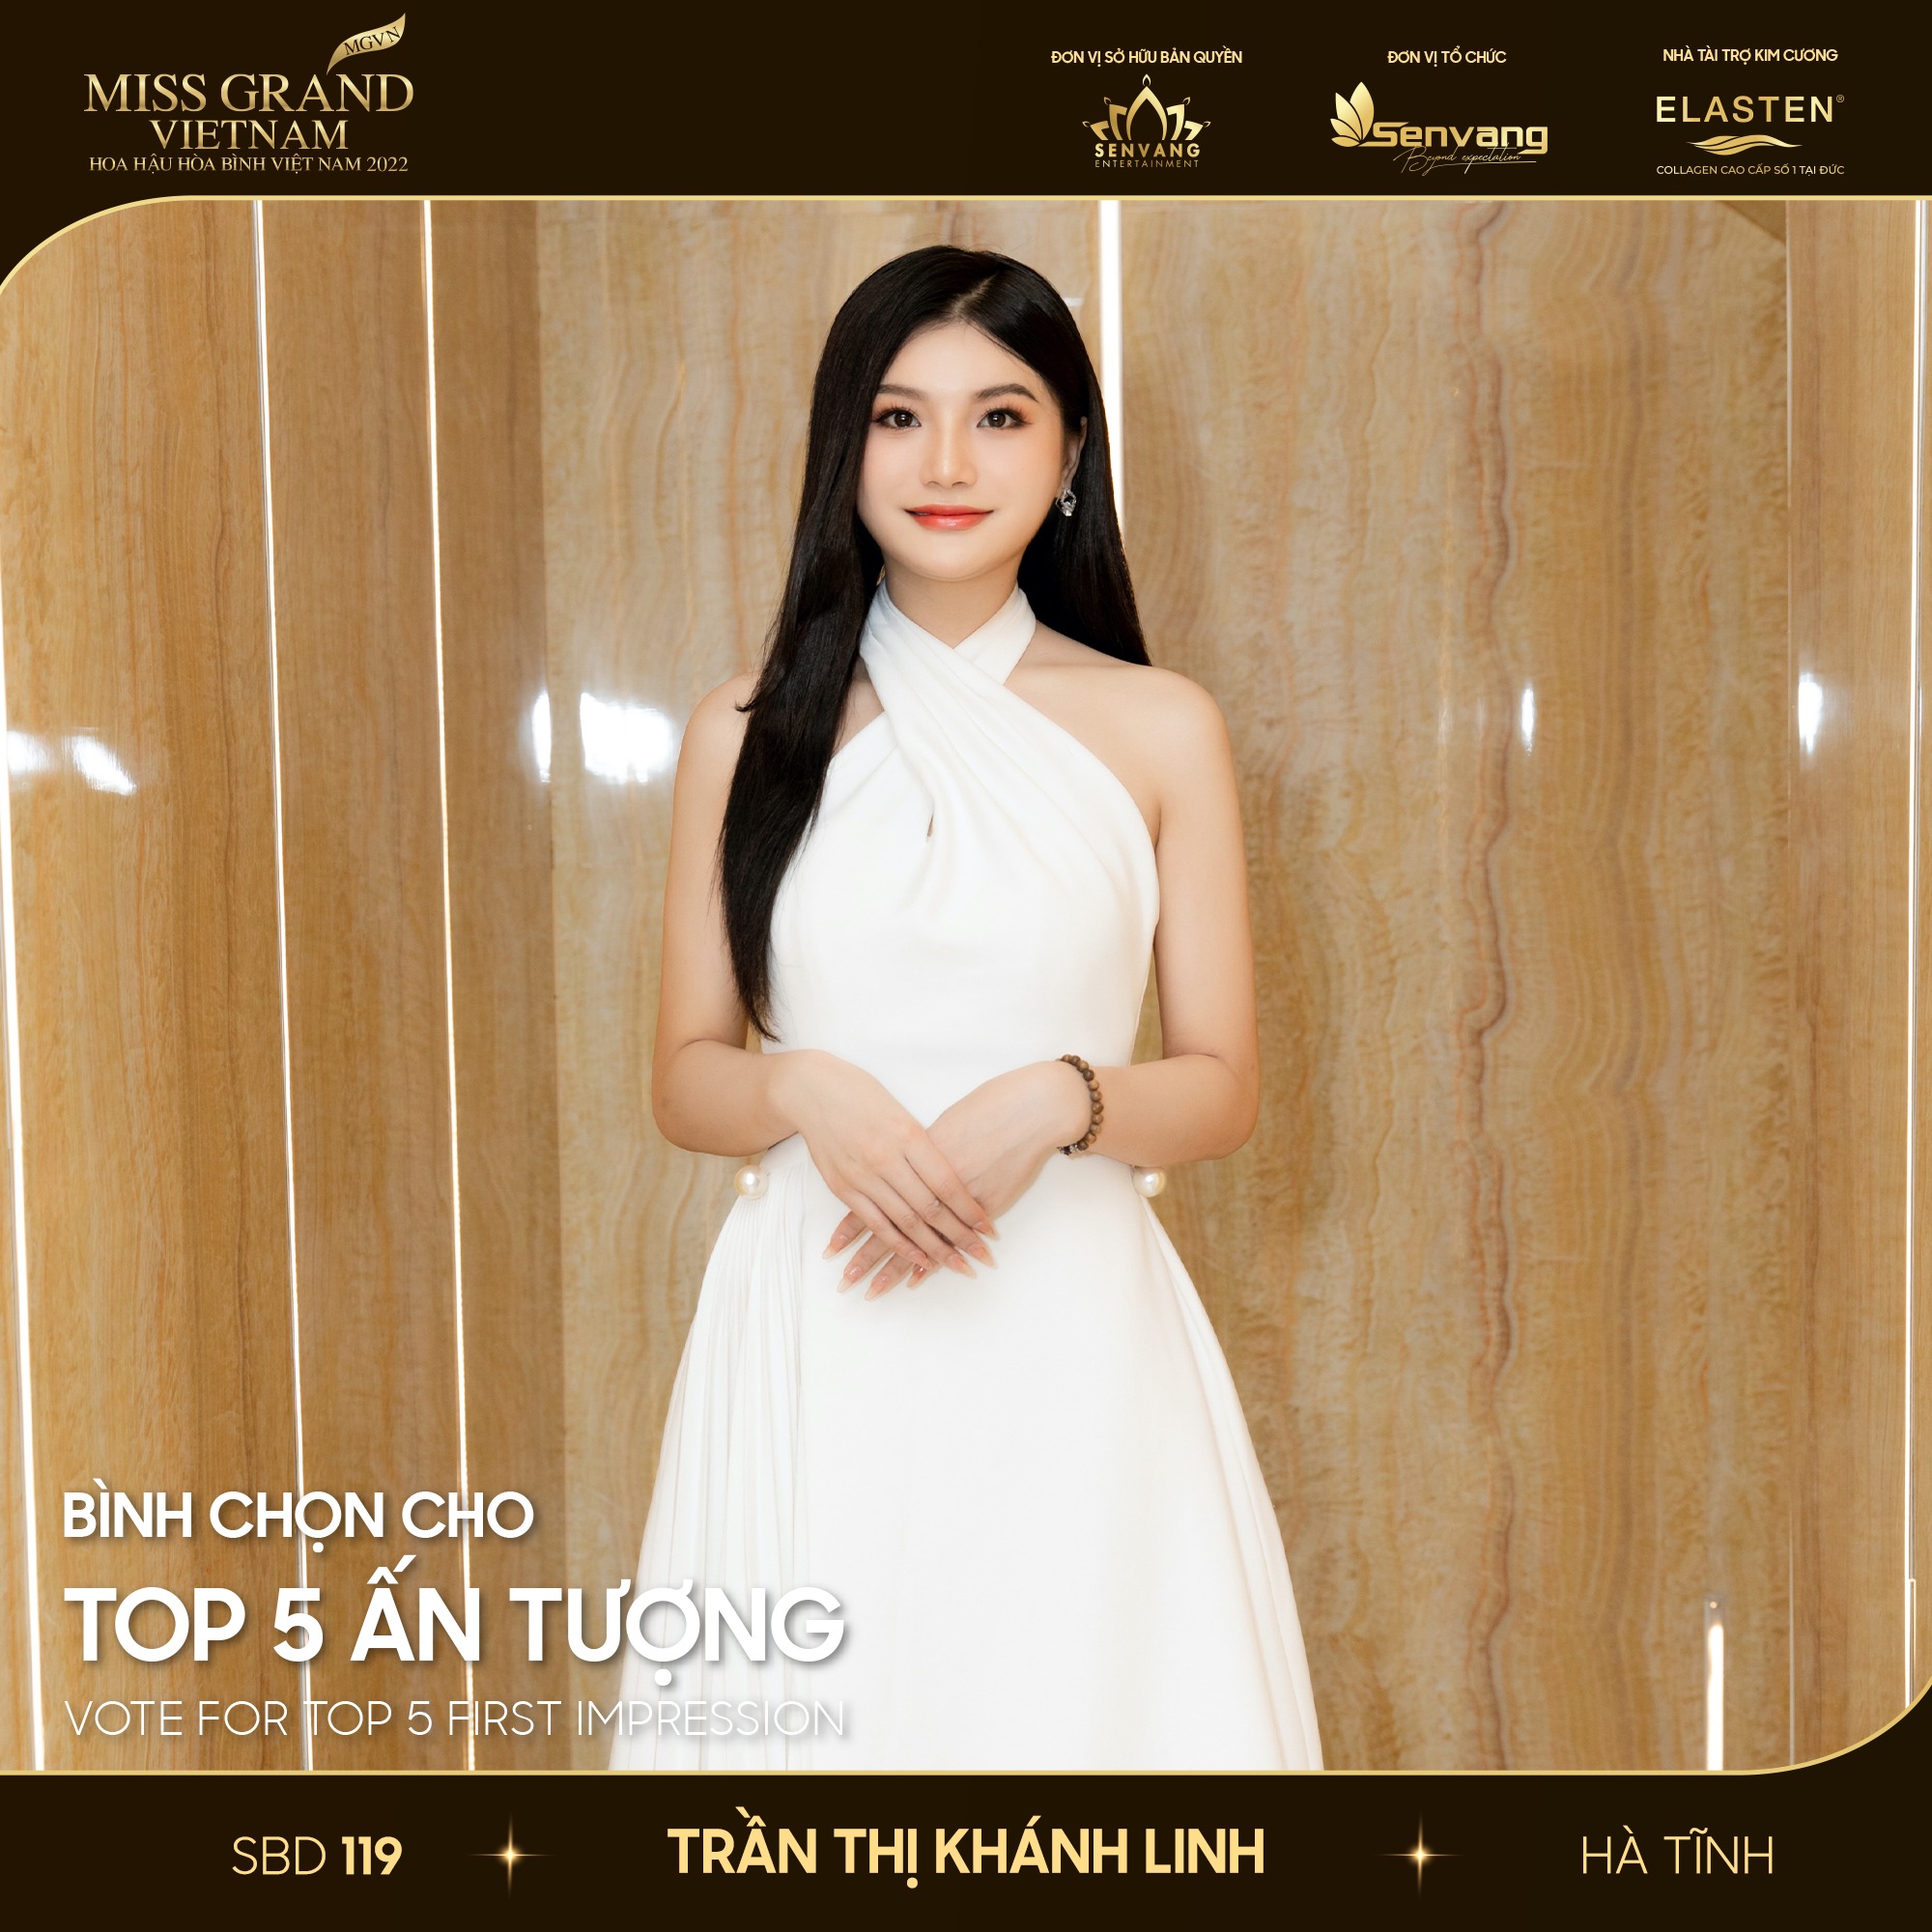 MGVN
MISS GRAND
VIETNAM
HOA HẬU HÒA BÌNH VIỆT NAM 2022
ĐƠN VỊ SỞ HỮU BẢN QUYỀN
SENVANG
ENTERTAINMENT
ĐƠN VỊ TỔ CHỨC
Senvang
Beyond expectation
NHÀ TÀI TRỢ KIM CƯƠNG
ELASTEN®
COLLAGEN CAO CẤP SỐ 1 TẠI ĐỨC
BÌNH CHỌN CHO
TOP 5 ẤN TƯỢNG
VOTE FOR TOP 5 FIRST IMPRESSION
SBD 119
TRẦN THỊ KHÁNH LINH
HÀ TĨNH